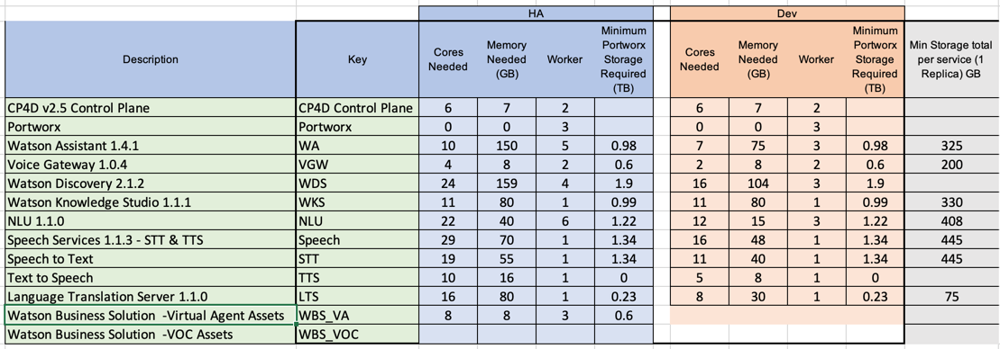 HA Dev
Description Key Cores Needed Memory Needed (GB) Worker Minimum Portworx Storage Required (TB) Cores Needed Memory Needed (GB) Worker Minimum Portworx Storage Required (TB) Min Storage total per service (1 Replica) GB
CP4D v2.5 Control Plane CP4D Control Plane 6 7 2 6 7 2
Portworx Portworx 0 0 3 0 0 3
Watson Assistant 1.4.1 WA 10 150 5 0.98 7 75 3 0.98 325
Voice Gateway 1.0.4 VGW 4 8 2 0.6 2 8 2 0.6 200
Watson Discovery 2.1.2 WDS 24 159 4 1.9 16 104 3 1.9
Watson Knowledge Studio 1.1.1 WKS 11 80 1 0.99 11 80 1 0.99 330
NLU 1.1.0 NLU 22 40 6 1.22 12 15 3 1.22 408
Speech Services 1.1.3 - STT & TTS Speech 29 70 1 1.34 16 48 1 1.34 445
Speech to Text STT 19 55 1 1.34 11 40 1 1.34 445
Text to Speech TTS 10 16 1 0 5 8 1 0
Language Translation Server 1.1.0 LTS 16 80 1 0.23 8 30 1 0.23 75
Watson Business Solution -Virtual Agent Assets WBS_VA 8 8 3 0.6
Watson Business Solution -VOC Assets WBS_VOC